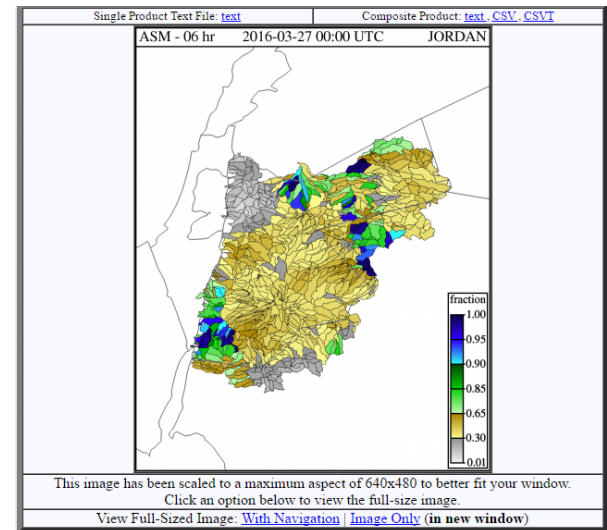 Single Product Text File: text
Composite Product: text , CSV , CSVT
ASM - 06 hr 2016-03-27 00:00 UTC JORDAN
fraction
1.00
0.95
0.90
0.85
0.65
0.30
0.01
This image has been scaled to a maximum aspect of 640x480 to better fit your window.
Click an option below to view the full-size image.
View Full-Sized Image: With Navigation | Image Only (in new window)